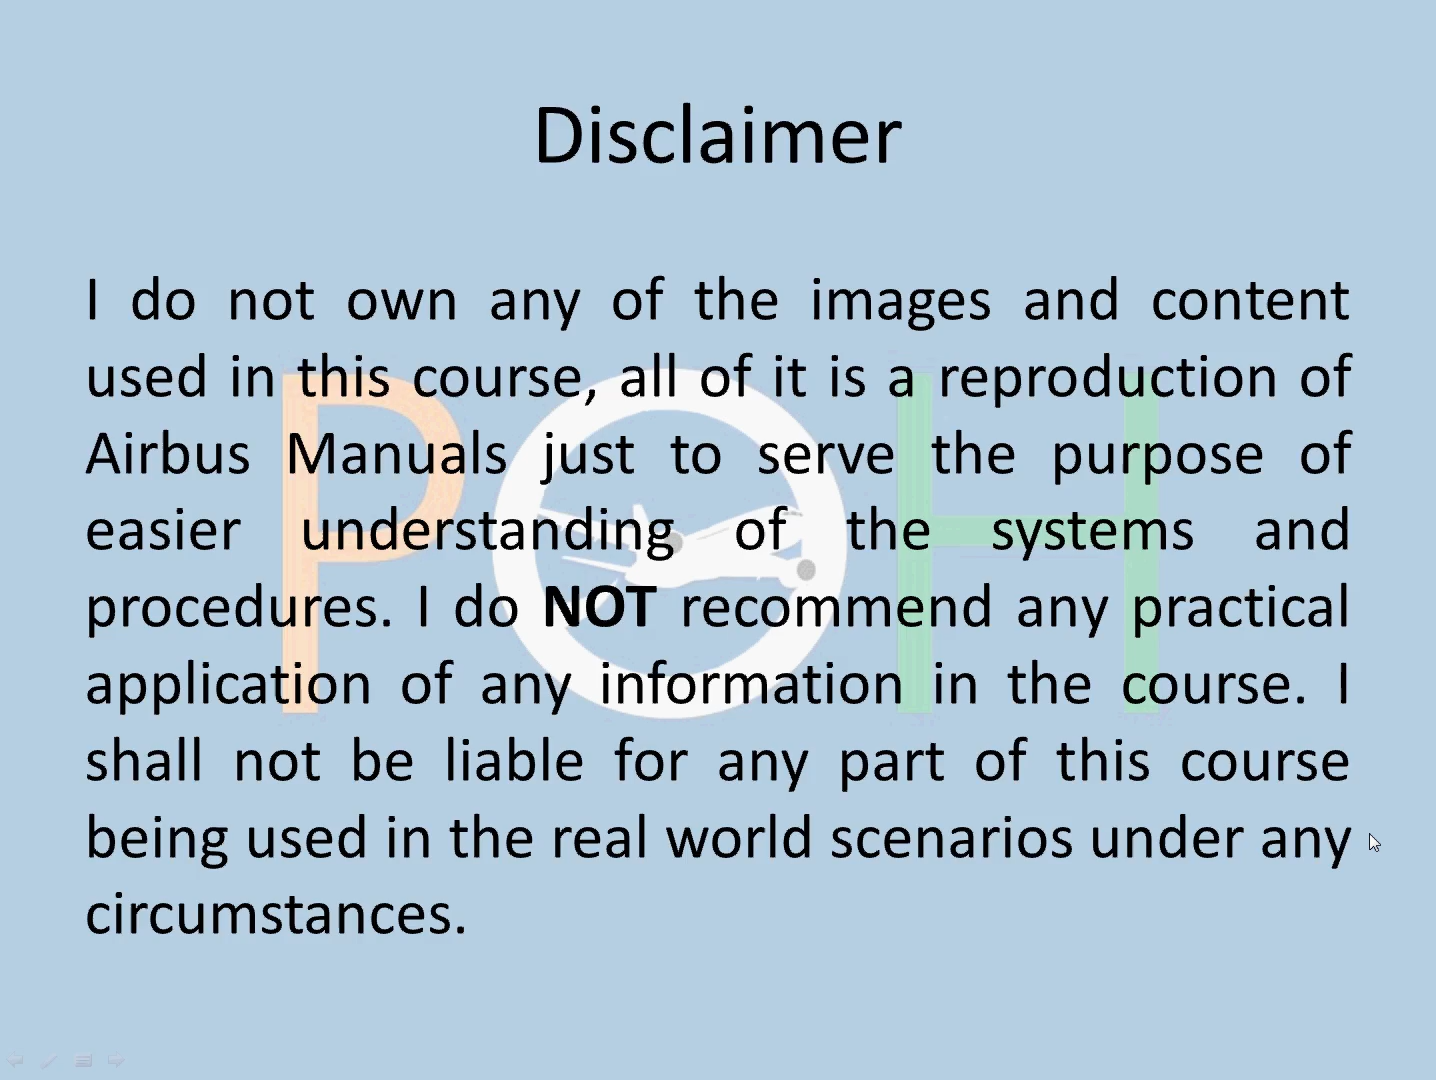 Disclaimer
I do not own any of the images and content
used in this course, all of it is a reproduction of
Airbus Manuals just to serve the purpose of
easier understanding of the systems and
procedures. I do NOT recommend any practical
application of any information in the course. I
shall not be liable for any part of this course
being used in the real world scenarios under any
circumstances.
POH